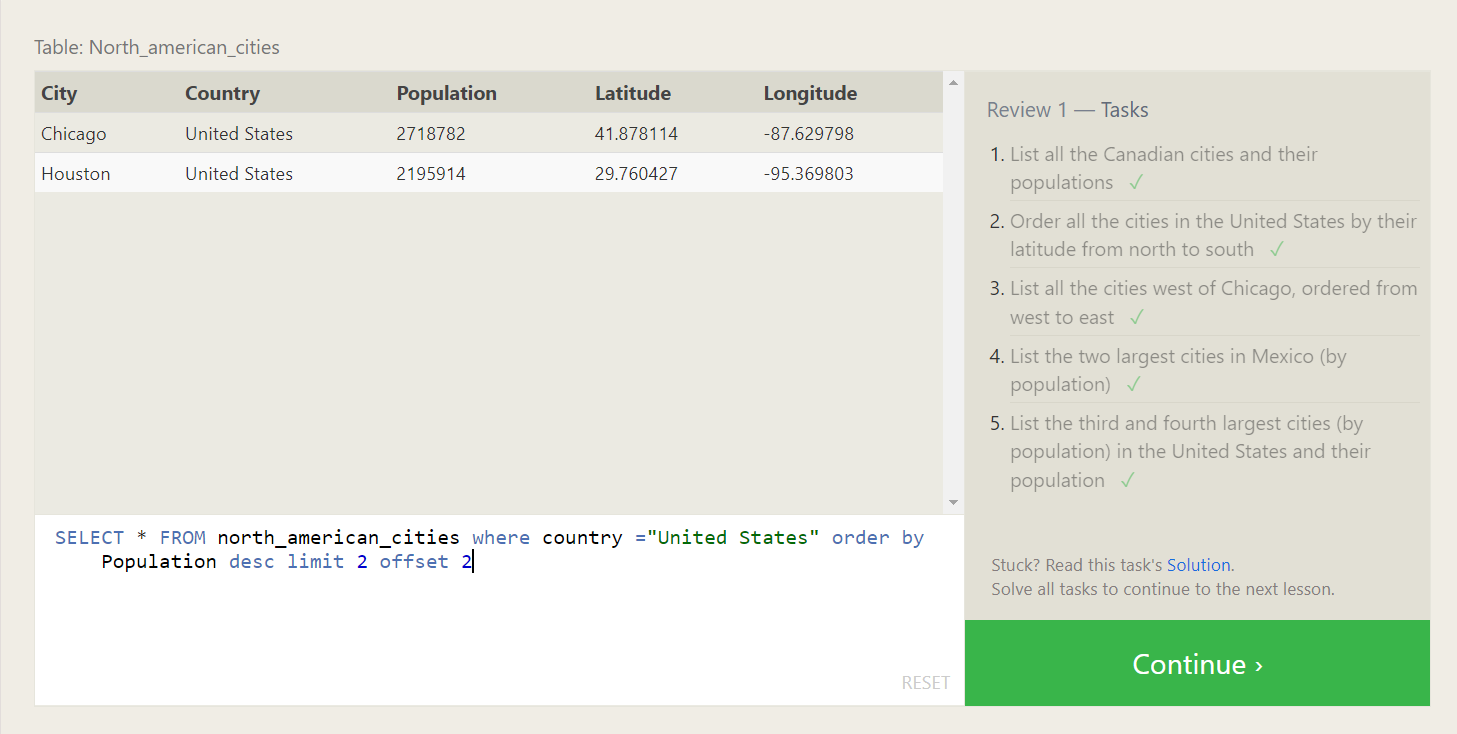 Table: North_american_cities
City Country Population Latitude Longitude
Chicago United States 2718782 41.878114 -87.629798
Houston United States 2195914 29.760427 -95.369803
SELECT * FROM north_american_cities where country ="United States" order by
Population desc limit 2 offset 2
RESET
Review 1 — Tasks
1. List all the Canadian cities and their
populations ✓
2. Order all the cities in the United States by their
latitude from north to south ✓
3. List all the cities west of Chicago, ordered from
west to east ✓
4. List the two largest cities in Mexico (by
population) ✓
5. List the third and fourth largest cities (by
population) in the United States and their
population ✓
Stuck? Read this task's Solution.
Solve all tasks to continue to the next lesson.
Continue ›